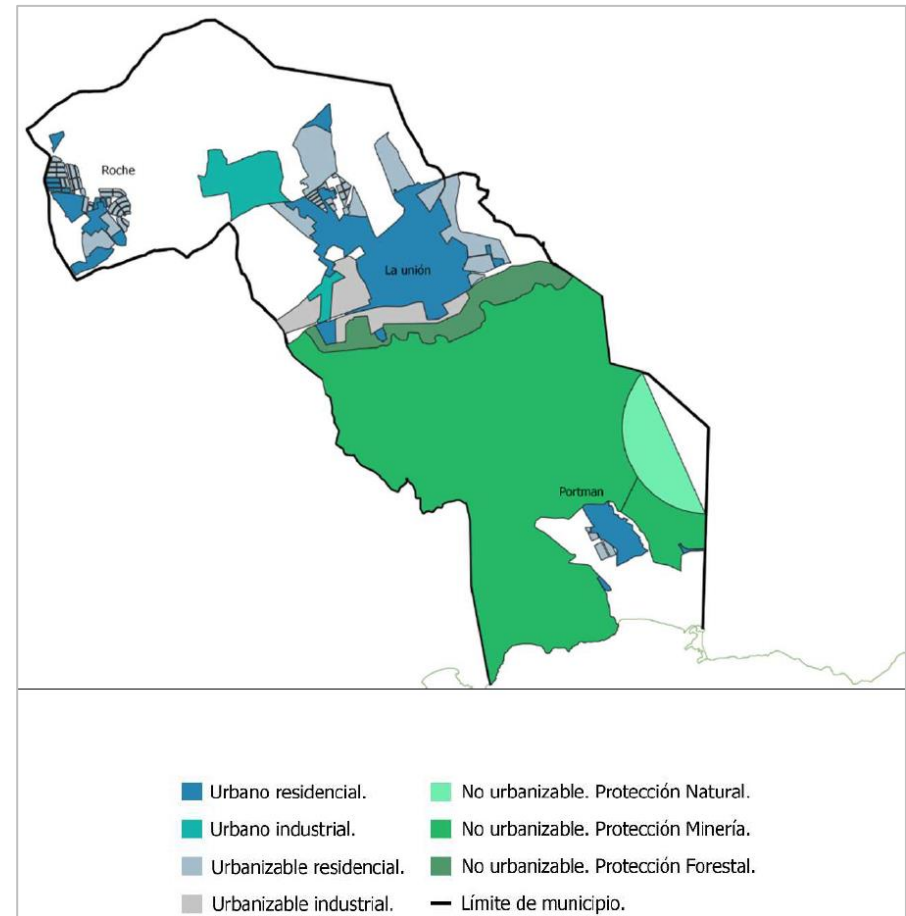 Roche
La unión
Portman
Urbano residencial.
Urbano industrial.
Urbanizable residencial.
Urbanizable industrial.
No urbanizable. Protección Natural.
No urbanizable. Protección Minería.
No urbanizable. Protección Forestal.
Límite de municipio.